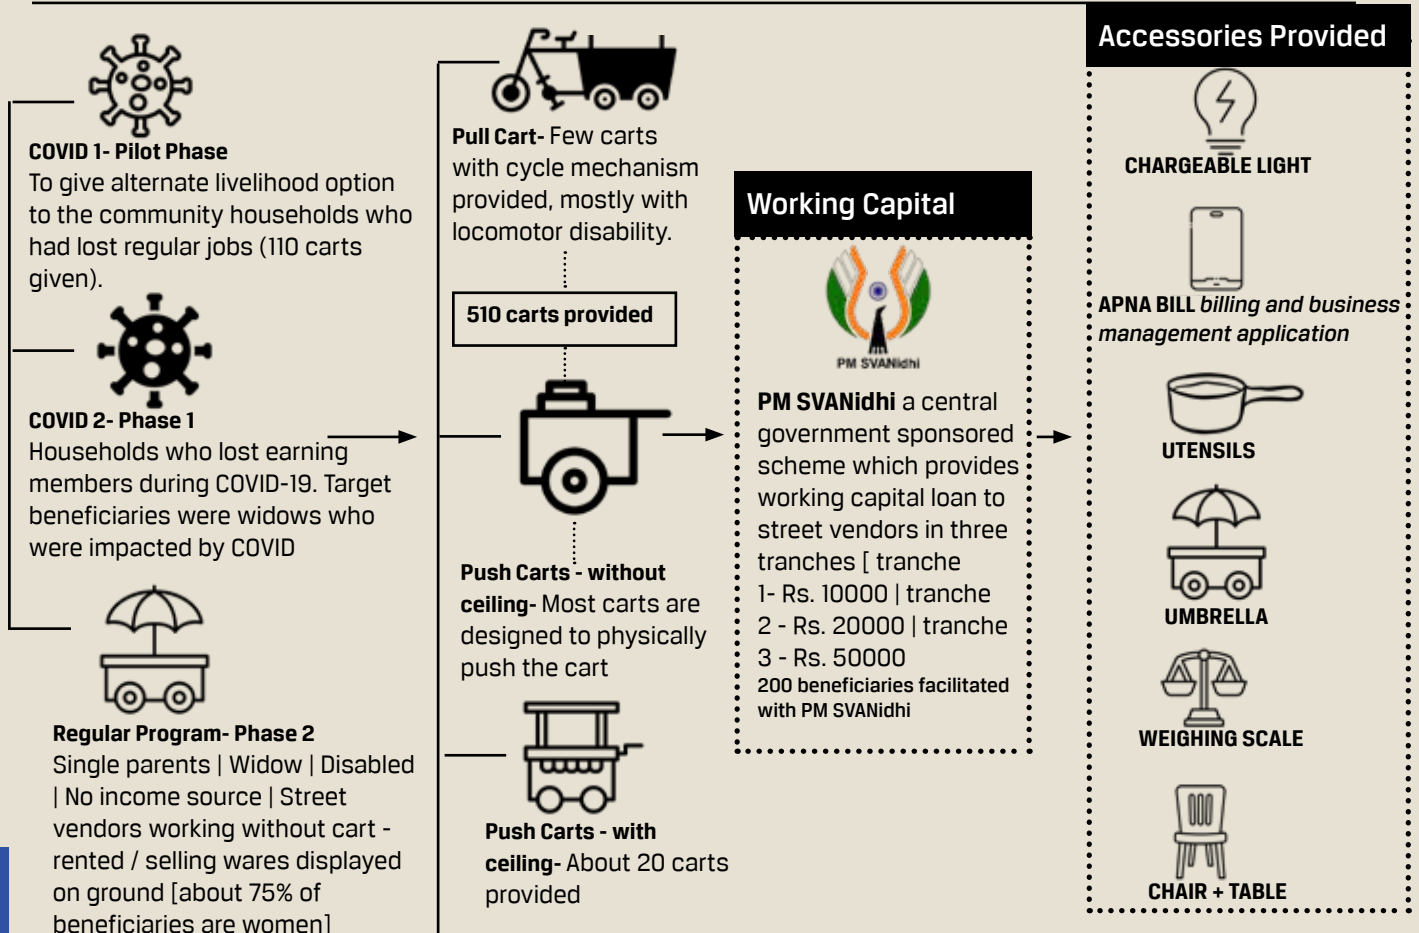 COVID 1- Pilot Phase
To give alternate livelihood option
to the community households who
had lost regular jobs (110 carts
given).
COVID 2- Phase 1
Households who lost earning
members during COVID-19. Target
beneficiaries were widows who
were impacted by COVID
Regular Program- Phase 2
Single parents | Widow | Disabled
| No income source | Street
vendors working without cart -
rented / selling wares displayed
on ground [about 75% of
beneficiaries are women]
Pull Cart- Few carts
with cycle mechanism
provided, mostly with
locomotor disability.
510 carts provided
Push Carts - without
ceiling- Most carts are
designed to physically
push the cart
Push Carts - with
ceiling- About 20 carts
provided
Working Capital
PM SVANidhi
PM SVANidhi a central
government sponsored
scheme which provides
working capital loan to
street vendors in three
tranches [ tranche
1- Rs. 10000 | tranche
2 - Rs. 20000 | tranche
3 - Rs. 50000
200 beneficiaries facilitated
with PM SVANidhi
Accessories Provided
CHARGEABLE LIGHT
APNA BILL billing and business
management application
UTENSILS
UMBRELLA
WEIGHING SCALE
CHAIR + TABLE